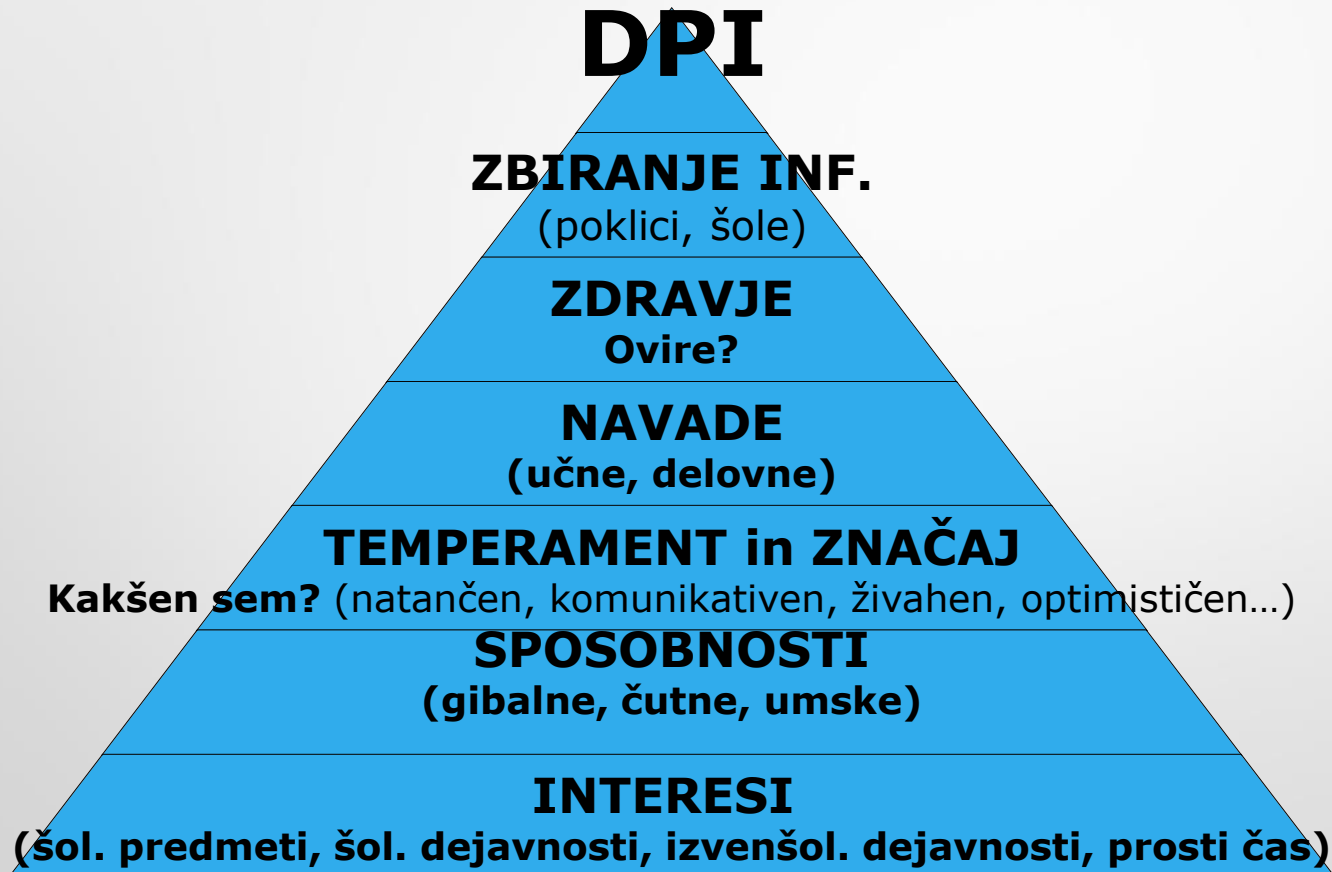 DPI
ZBIRANJE INF.
(poklici, šole)
ZDRAVJE
Ovire?
NAVADE
(učne, delovne)
TEMPERAMENT in ZNAČAJ
Kakšen sem? (natančen, komunikativen, živahen, optimističen…)
SPOSOBNOSTI
(gibalne, čutne, umske)
INTERESI
(šol. predmeti, šol. dejavnosti, izvenšol. dejavnosti, prosti čas)